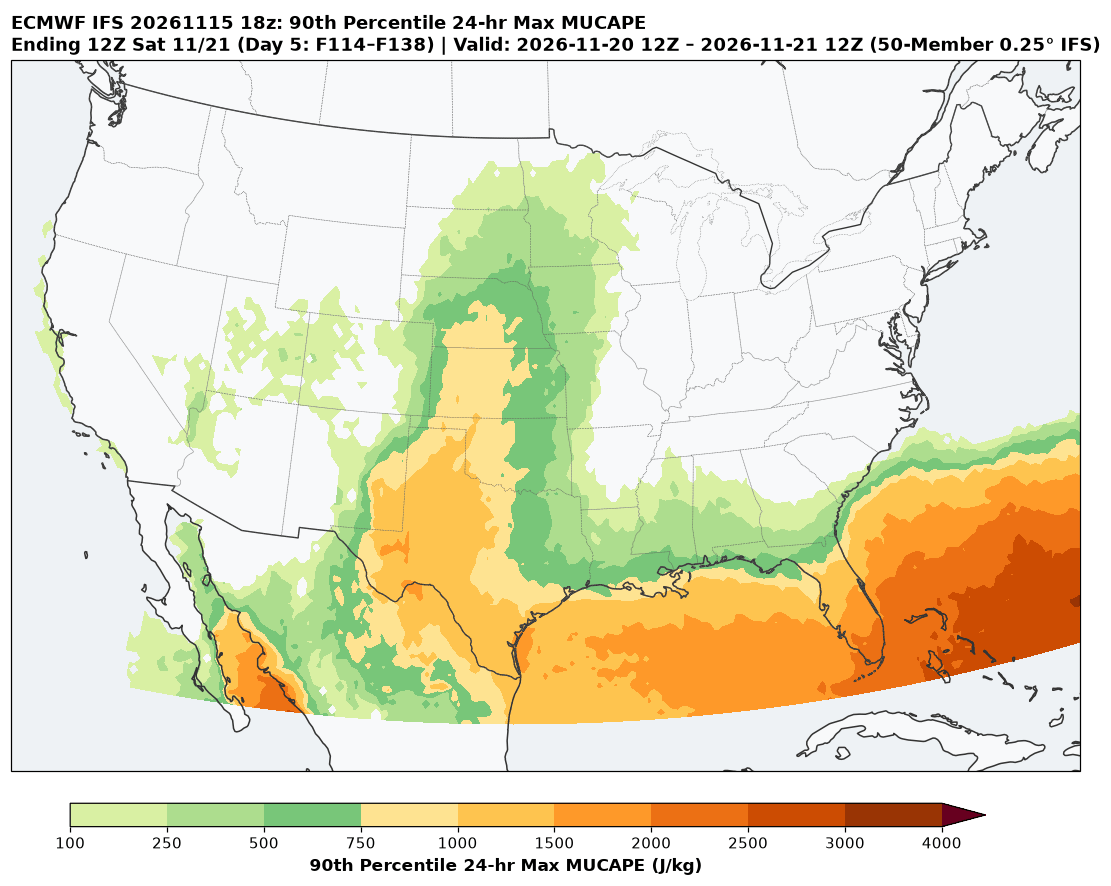 ECMWF IFS 20261115 18z: 90th Percentile 24-hr Max MUCAPE
Ending 12Z Sat 11/21 (Day 5: F114–F138) | Valid: 2026-11-20 12Z – 2026-11-21 12Z (50-Member 0.25° IFS)
100 250 500 750 1000 1500 2000 2500 3000 4000
90th Percentile 24-hr Max MUCAPE (J/kg)